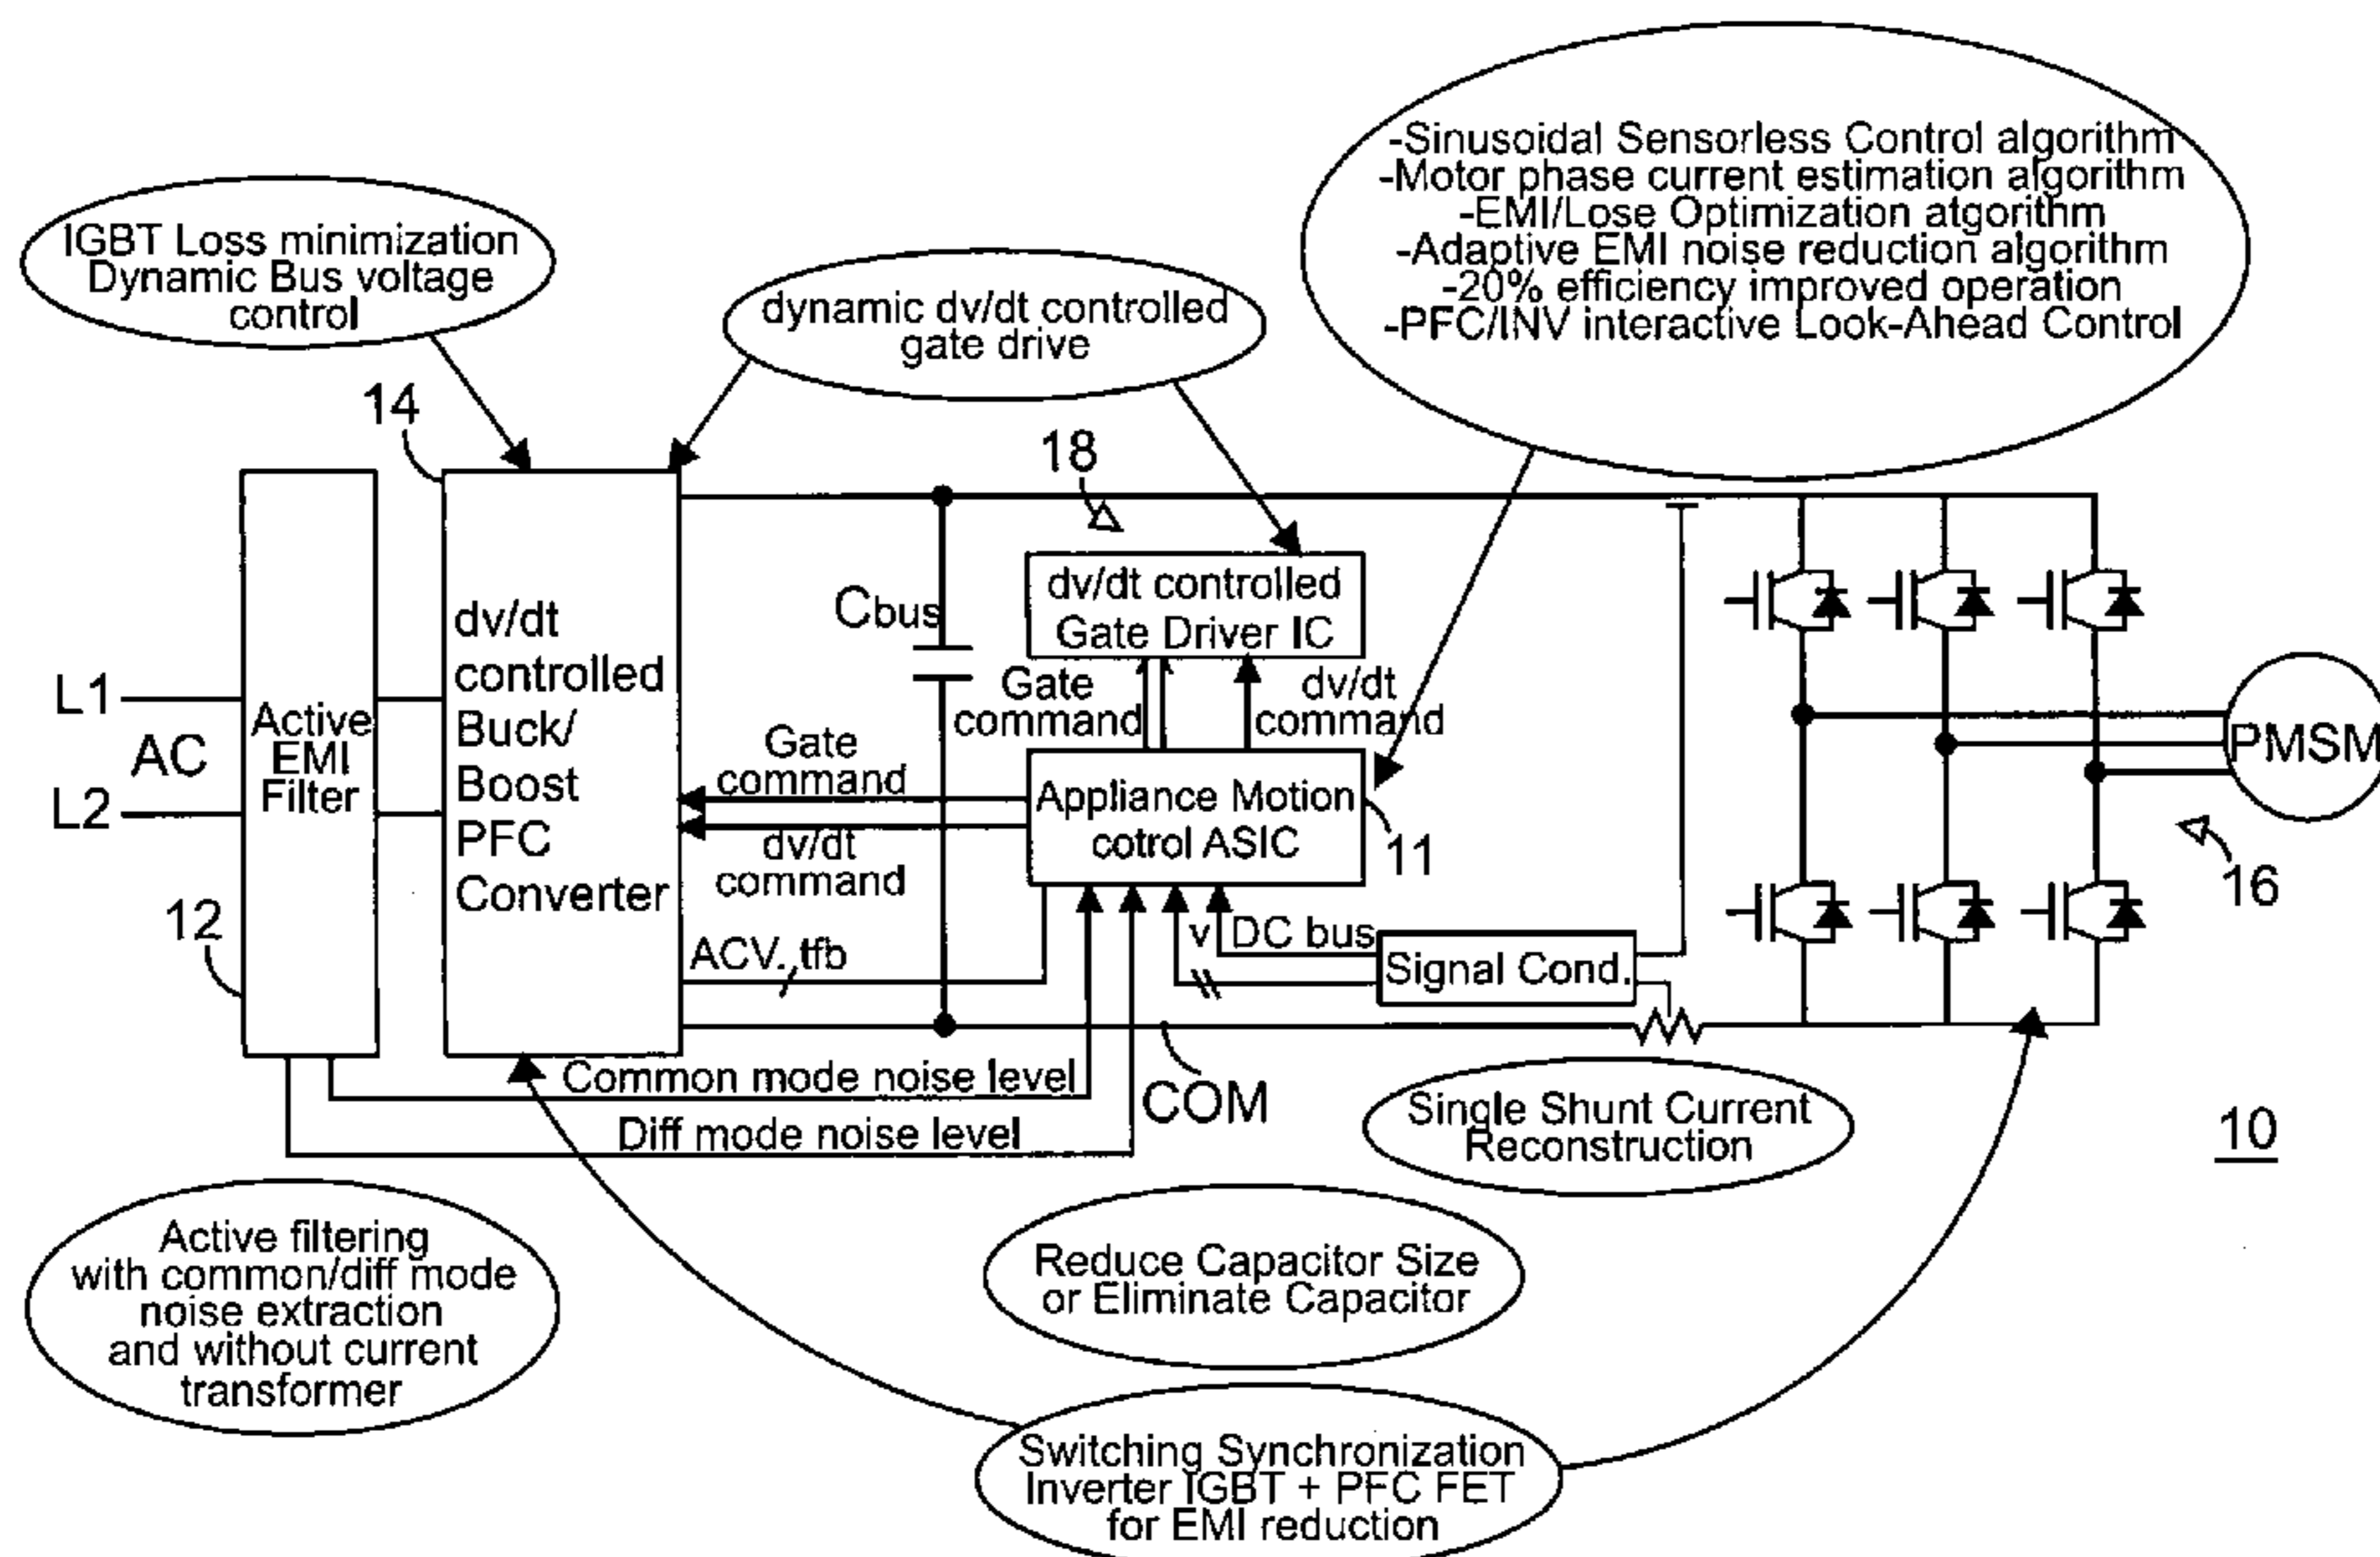 -Sinusoidal Sensorless Control algorithm
-Motor phase current estimation algorithm
-EMI/Lose Optimization atgorithm
-Adaptive EMI noise reduction algorithm
-20% efficiency improved operation
-PFC/INV interactive Look-Ahead Control
IGBT Loss minimization
Dynamic Bus voltage
control
dynamic dv/dt controlled
gate drive
14
18
dv/dt controlled
Gate Driver IC
Cbus
dv/dt
controlled
Buck/
Boost
PFC
Converter
L1
AC
L2
Active
EMI
Filter
Gate
command
dv/dt
command
Gate
command
dv/dt
command
Appliance Motion
cotrol ASIC
11
PMSM
16
12
ACV. tfb
v
DC bus
Signal Cond.
Common mode noise level
Diff mode noise level
COM
Single Shunt Current
Reconstruction
10
Active filtering
with common/diff mode
noise extraction
and without current
transformer
Reduce Capacitor Size
or Eliminate Capacitor
Switching Synchronization
Inverter IGBT + PFC FET
for EMI reduction